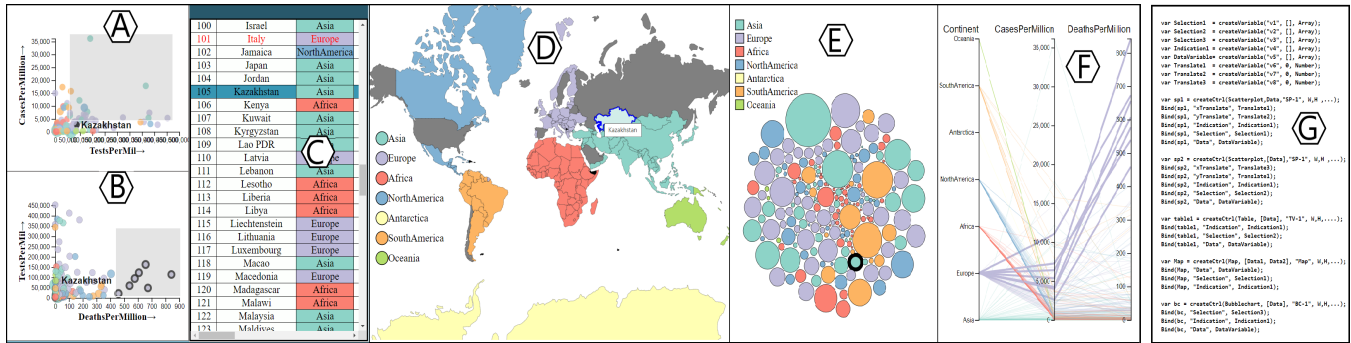 A
35,000
30,000
25,000
20,000
15,000
10,000
5,000
0
CasesPerMillion→
Kazakhstan
TestsPerMil→
B
450,000
400,000
350,000
300,000
250,000
200,000
150,000
100,000
50,000
0
TestsPerMil→
Kazakhstan
0 100 200 300 400 500 600 700 800 900
DeathsPerMillion→
C
100 Israel Asia
101 Italy Europe
102 Jamaica NorthAmerica
103 Japan Asia
104 Jordan Asia
105 Kazakhstan Asia
106 Kenya Africa
107 Kuwait Asia
108 Kyrgyzstan Asia
109 Lao PDR
110 Latvia
111 Lebanon Asia
112 Lesotho Africa
113 Liberia Africa
114 Libya Africa
115 Liechtenstein Europe
116 Lithuania Europe
117 Luxembourg Europe
118 Macao Asia
119 Macedonia Europe
120 Madagascar Africa
121 Malawi Africa
122 Malaysia Asia
123 Maldives Asia
D
Kazakhstan
Asia
Europe
Africa
NorthAmerica
Antarctica
SouthAmerica
Oceania
E
Asia
Europe
Africa
NorthAmerica
Antarctica
SouthAmerica
Oceania
F
Continent CasesPerMillion DeathsPerMillion
Oceania
SouthAmerica
Antarctica
NorthAmerica
Africa
Europe
Asia
35,000
30,000
25,000
20,000
10,000
5,000
G
var Selection1 = createVariable("v1", [], Array);
var Selection2 = createVariable("v2", [], Array);
var Selection3 = createVariable("v3", [], Array);
var Indication1 = createVariable("v4", [], Array);
var DataVariable = createVariable("v5", [], Array);
var Translate1 = createVariable("v6", 0, Number);
var Translate2 = createVariable("v7", 0, Number);
var Translate3 = createVariable("v8", 0, Number);
var sp1 = createCtrl(Scatterplot,Data,"SP-1", W,H ,...);
Bind(sp1, "xTranslate", Translate1);
Bind(sp1, "yTranslate", Translate2);
Bind(sp1, "Indication", Indication1);
Bind(sp1, "Selection", Selection1);
Bind(sp1, "Data", DataVariable);
var sp2 = createCtrl(Scatterplot,[Data],"SP-1", W,H ,...);
Bind(sp2, "xTranslate", Translate3);
Bind(sp2, "yTranslate", Translate1);
Bind(sp2, "Indication", Indication1);
Bind(sp2, "Selection", Selection2);
Bind(sp2, "Data", DataVariable);
var table1 = createCtrl(Table, [Data], "TV-1", W,H,....);
Bind(table1, "Indication", Indication1);
Bind(table1, "Selection", Selection2);
Bind(table1, "Data", DataVariable);
var Map = createCtrl(Map, [Data1, Data2], "Map", W,H,....);
Bind(Map, "Data", DataVariable);
Bind(Map, "Selection", Selection1);
Bind(Map, "Indication", Indication1);
var bc = createCtrl(Bubblechart, [Data], "BC-1", W,H,...);
Bind(bc, "Selection", Selection3);
Bind(bc, "Indication", Indication1);
Bind(bc, "Data", DataVariable);